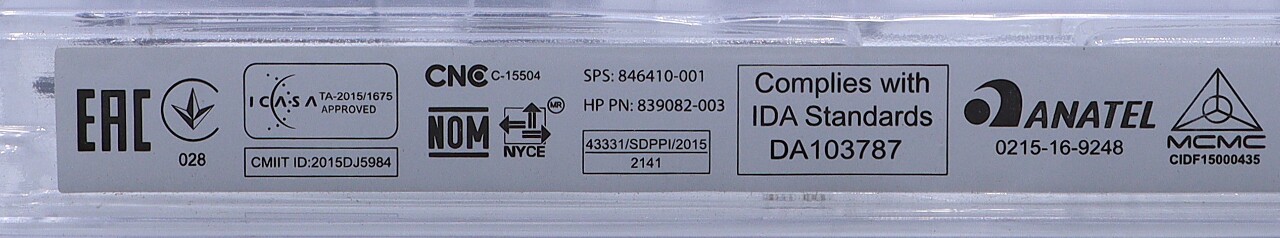 EAC
028
ICASA
TA-2015/1675
APPROVED
CMIIT ID:2015DJ5984
CNC C-15504
NOM
MR
NYCE
SPS: 846410-001
HP PN: 839082-003
43331/SDPPI/2015
2141
Complies with
IDA Standards
DA103787
ANATEL
0215-16-9248
MCMC
CIDF15000435